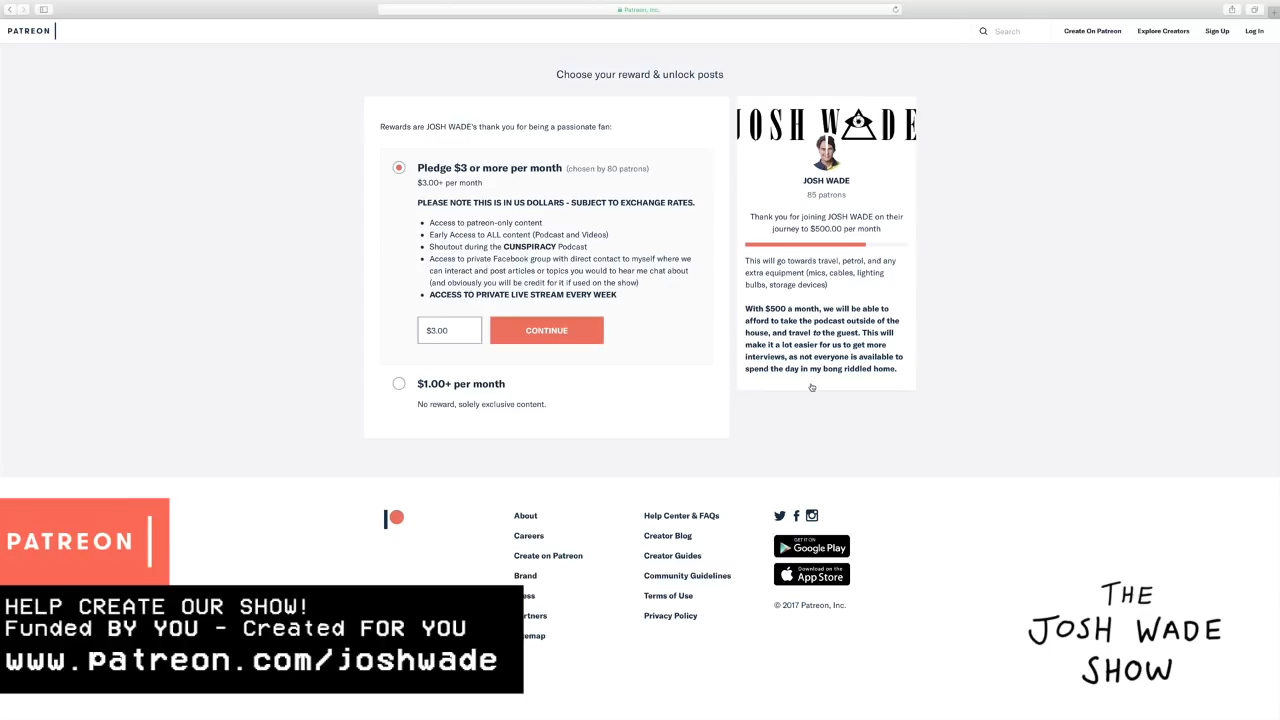 Patreon, Inc.
PATREON
Search
Create On Patreon
Explore Creators
Sign Up
Log In
Choose your reward & unlock posts
Rewards are JOSH WADE's thank you for being a passionate fan:
Pledge $3 or more per month (chosen by 80 patrons)
$3.00+ per month
PLEASE NOTE THIS IS IN US DOLLARS - SUBJECT TO EXCHANGE RATES.
• Access to patreon-only content
• Early Access to ALL content (Podcast and Videos)
• Shoutout during the CUNSPIRACY Podcast
• Access to private Facebook group with direct contact to myself where we
can interact and post articles or topics you would to hear me chat about
(and obviously you will be credit for it if used on the show)
• ACCESS TO PRIVATE LIVE STREAM EVERY WEEK
$3.00
CONTINUE
$1.00+ per month
No reward, solely exclusive content.
JOSH WADE
JOSH WADE
85 patrons
Thank you for joining JOSH WADE on their
journey to $500.00 per month
This will go towards travel, petrol, and any
extra equipment (mics, cables, lighting
bulbs, storage devices)
With $500 a month, we will be able to
afford to take the podcast outside of the
house, and travel to the guest. This will
make it a lot easier for us to get more
interviews, as not everyone is available to
spend the day in my bong riddled home.
About
Careers
Create on Patreon
Brand
ess
rtners
temap
Help Center & FAQs
Creator Blog
Creator Guides
Community Guidelines
Terms of Use
Privacy Policy
GET IT ON
Google Play
Download on the
App Store
© 2017 Patreon, Inc.
PATREON
HELP CREATE OUR SHOW!
Funded BY YOU - Created FOR YOU
www.patreon.com/joshwade
THE
JOSH WADE
SHOW